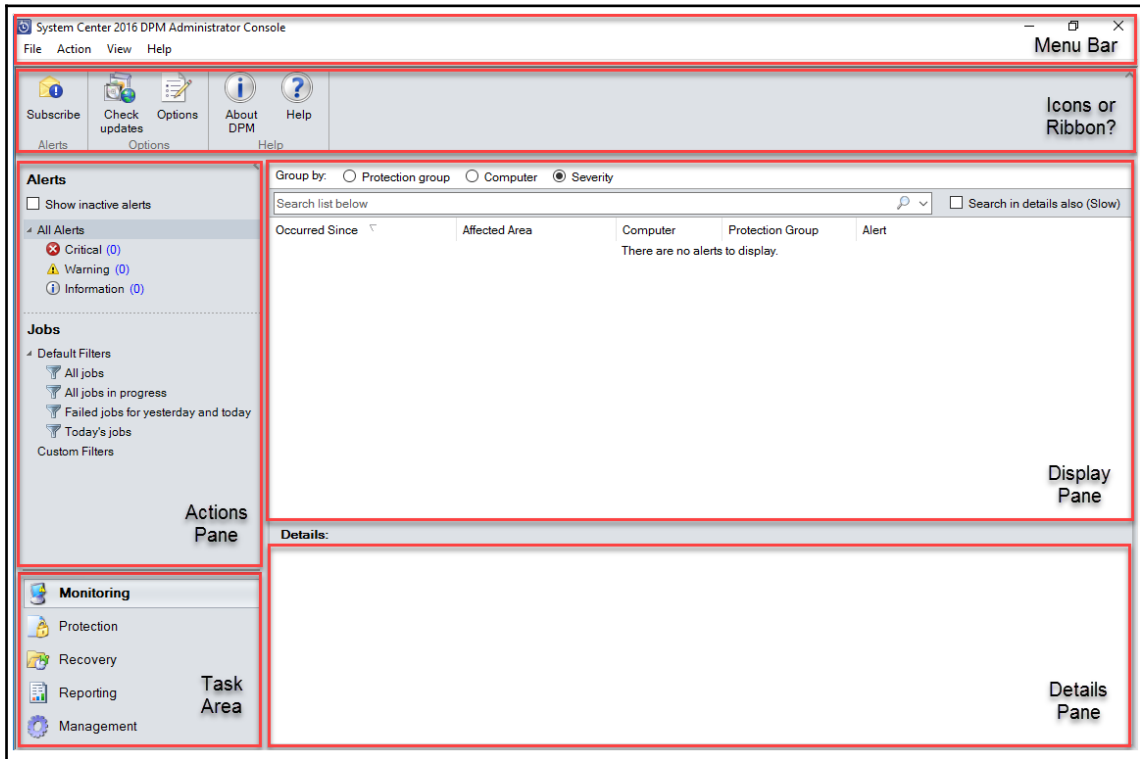 System Center 2016 DPM Administrator Console
File Action View Help
Menu Bar
Subscribe
Check updates
Options
About DPM
Help
Alerts
Options
Help
Icons or
Ribbon?
Alerts
Show inactive alerts
All Alerts
Critical (0)
Warning (0)
Information (0)
Jobs
Default Filters
All jobs
All jobs in progress
Failed jobs for yesterday and today
Today's jobs
Custom Filters
Actions
Pane
Monitoring
Protection
Recovery
Reporting
Management
Task
Area
Group by: Protection group Computer Severity
Search list below Search in details also (Slow)
Occurred Since Affected Area Computer Protection Group Alert
There are no alerts to display.
Display
Pane
Details:
Details
Pane